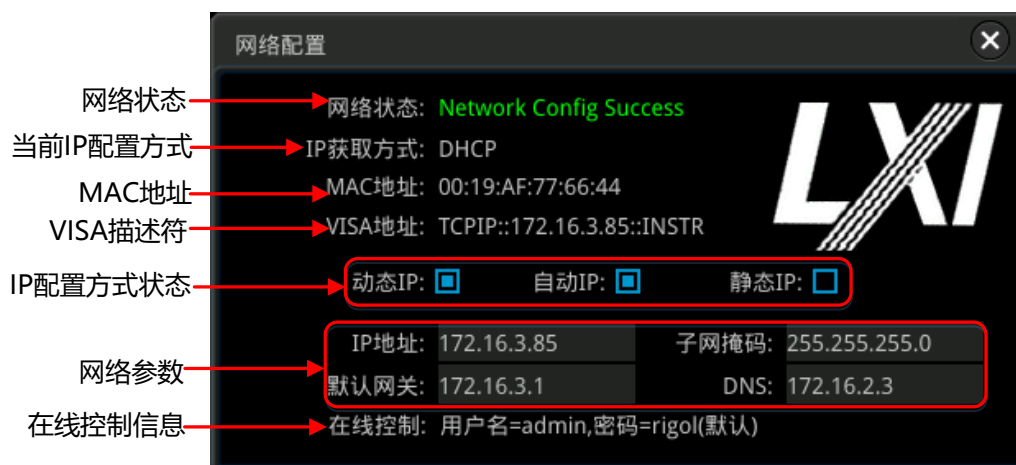 网络配置
网络状态
网络状态: Network Config Success
当前IP配置方式
IP获取方式: DHCP
MAC地址
MAC地址: 00:19:AF:77:66:44
VISA描述符
VISA地址: TCPIP::172.16.3.85::INSTR
LXI
IP配置方式状态
动态IP: 自动IP: 静态IP:
网络参数
IP地址: 172.16.3.85 子网掩码: 255.255.255.0
默认网关: 172.16.3.1 DNS: 172.16.2.3
在线控制信息
在线控制: 用户名=admin,密码=rigol(默认)